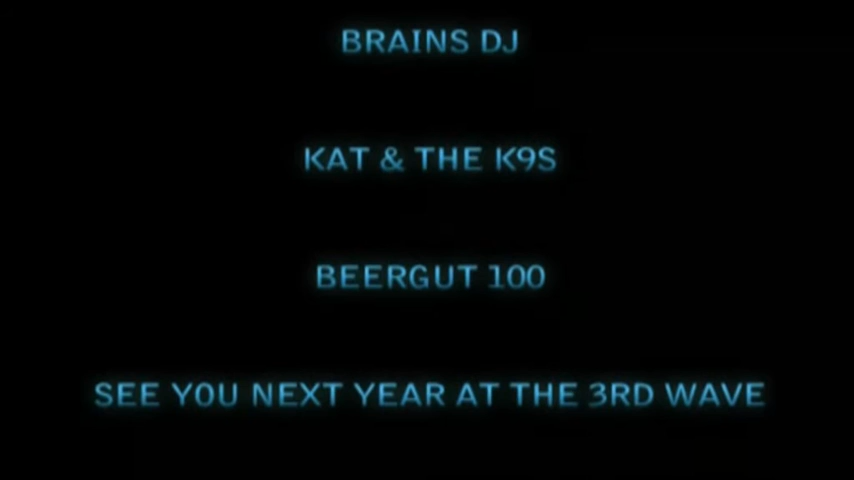 BRAINS DJ
KAT & THE K9S
BEERGUT 100
SEE YOU NEXT YEAR AT THE 3RD WAVE